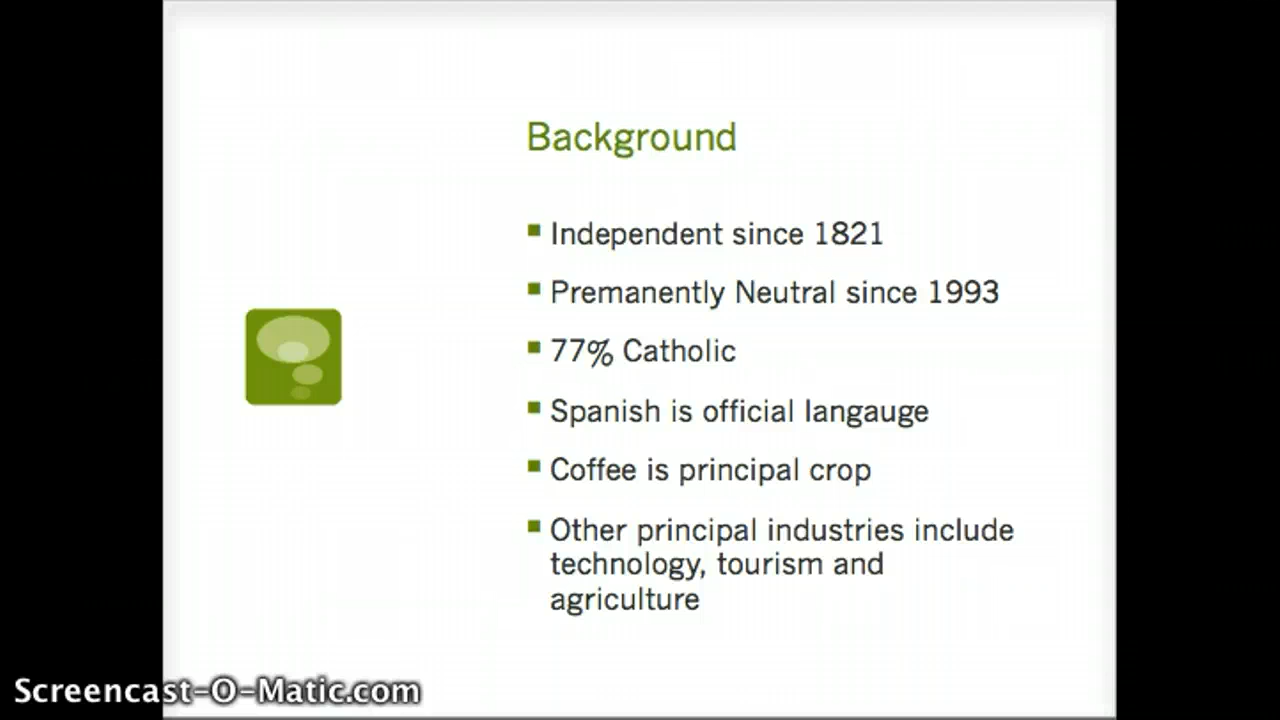 Background
Independent since 1821
Premanently Neutral since 1993
77% Catholic
Spanish is official langauge
Coffee is principal crop
Other principal industries include
technology, tourism and
agriculture
Screencast-O-Matic.com